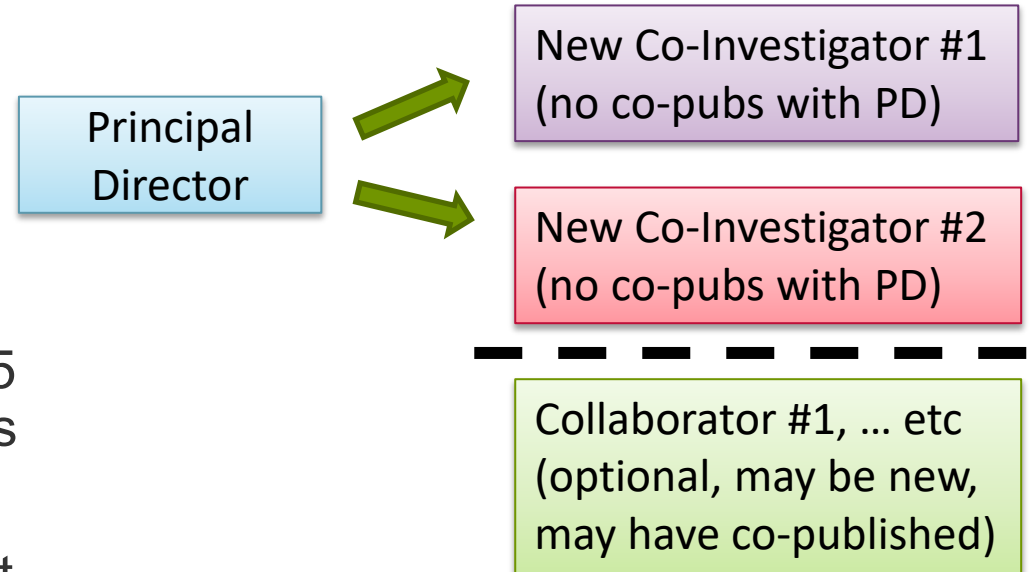 Principal
Director
New Co-Investigator #1
(no co-pubs with PD)
New Co-Investigator #2
(no co-pubs with PD)
5
s
Collaborator #1, ... etc
(optional, may be new,
may have co-published)